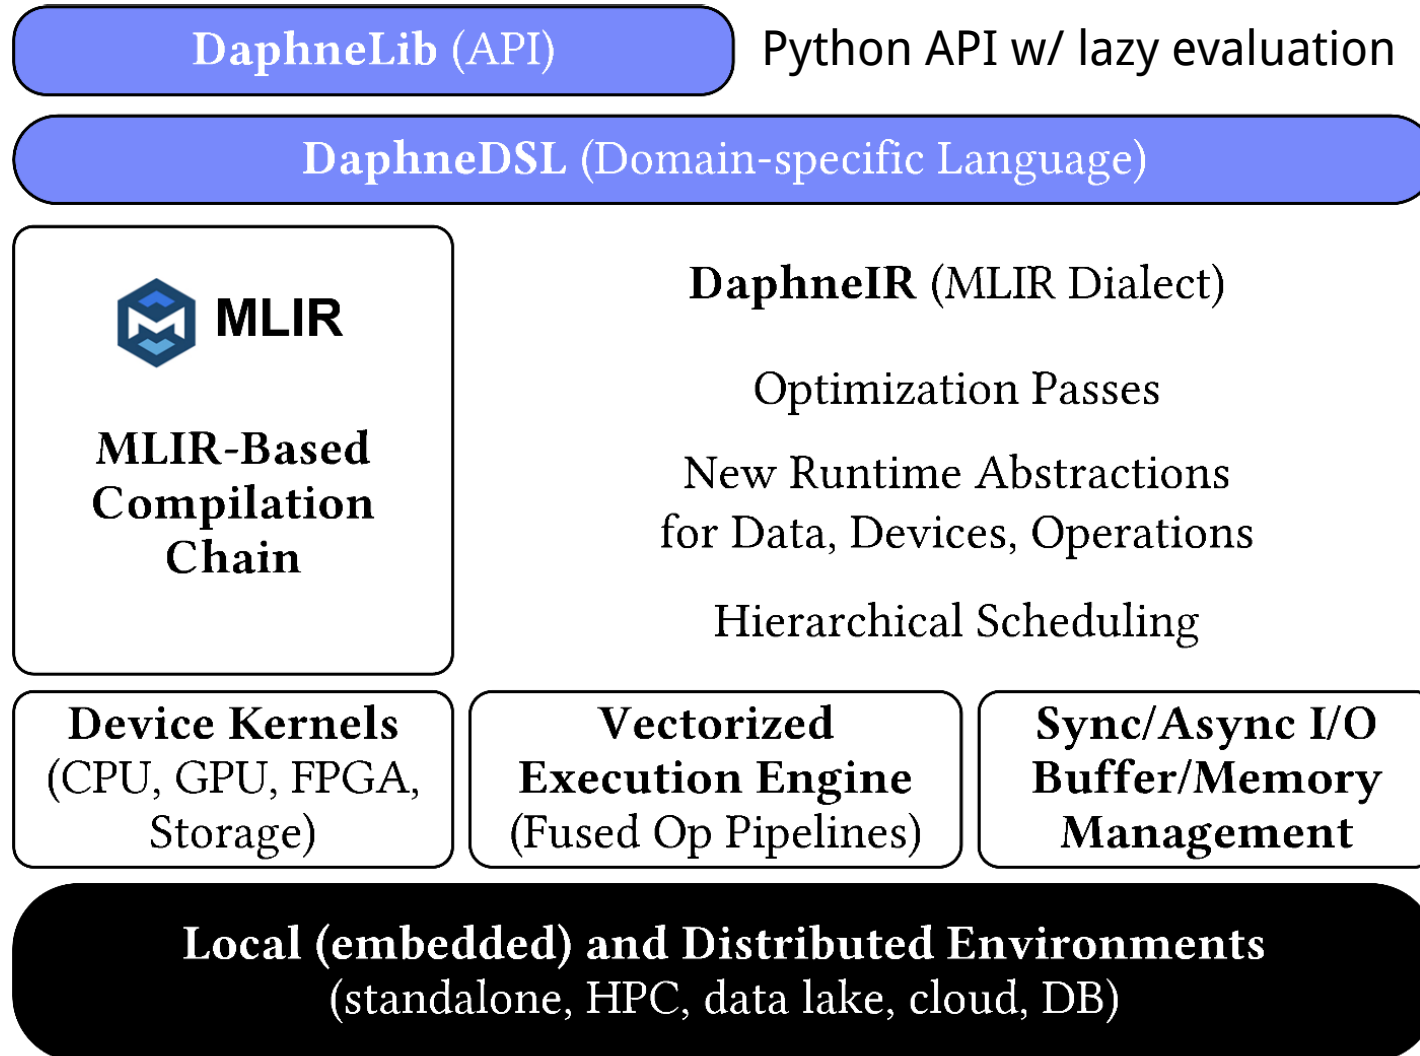 DaphneLib (API)
Python API w/ lazy evaluation
DaphneDSL (Domain-specific Language)
MLIR
MLIR-Based
Compilation
Chain
DaphneIR (MLIR Dialect)
Optimization Passes
New Runtime Abstractions
for Data, Devices, Operations
Hierarchical Scheduling
Device Kernels
(CPU, GPU, FPGA,
Storage)
Vectorized
Execution Engine
(Fused Op Pipelines)
Sync/Async I/O
Buffer/Memory
Management
Local (embedded) and Distributed Environments
(standalone, HPC, data lake, cloud, DB)